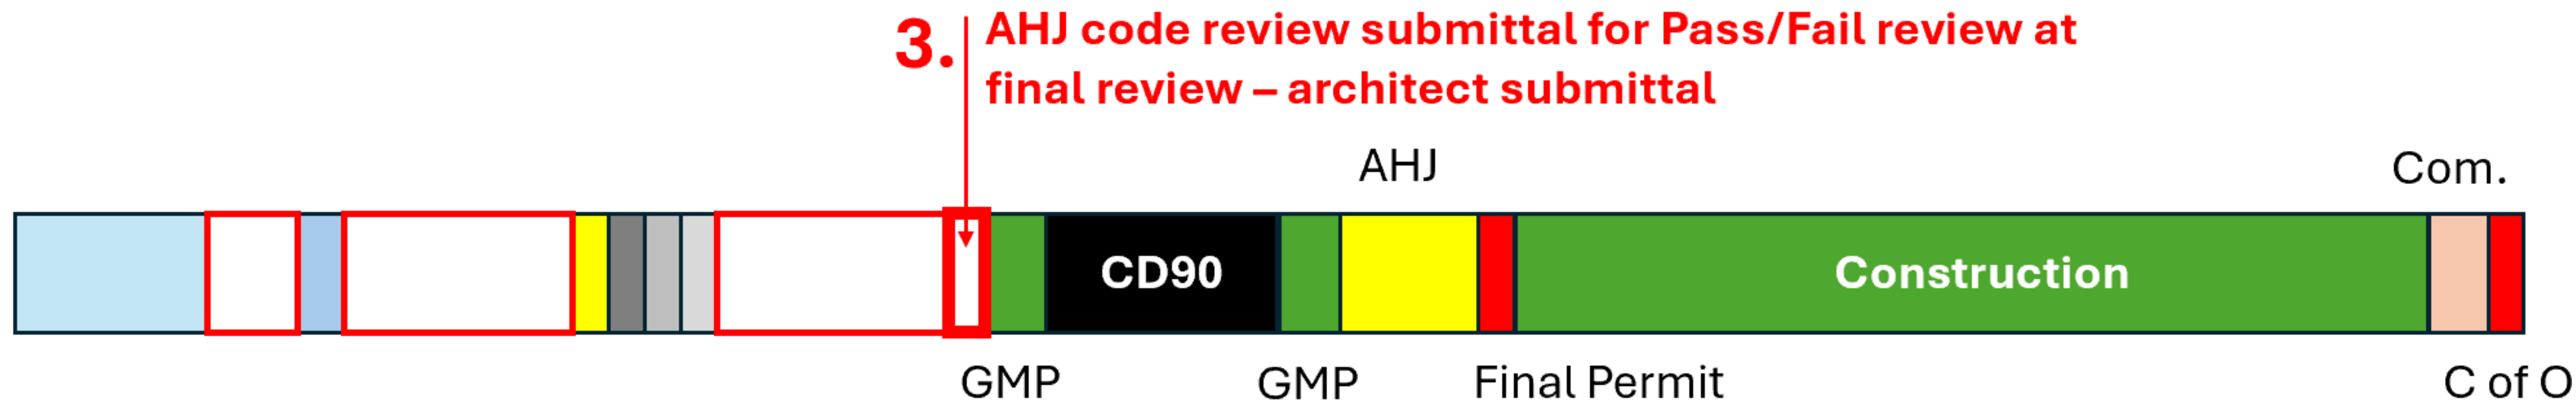 3.
AHJ code review submittal for Pass/Fail review at
final review – architect submittal
AHJ
Com.
CD90
Construction
GMP
GMP
Final Permit
C of O